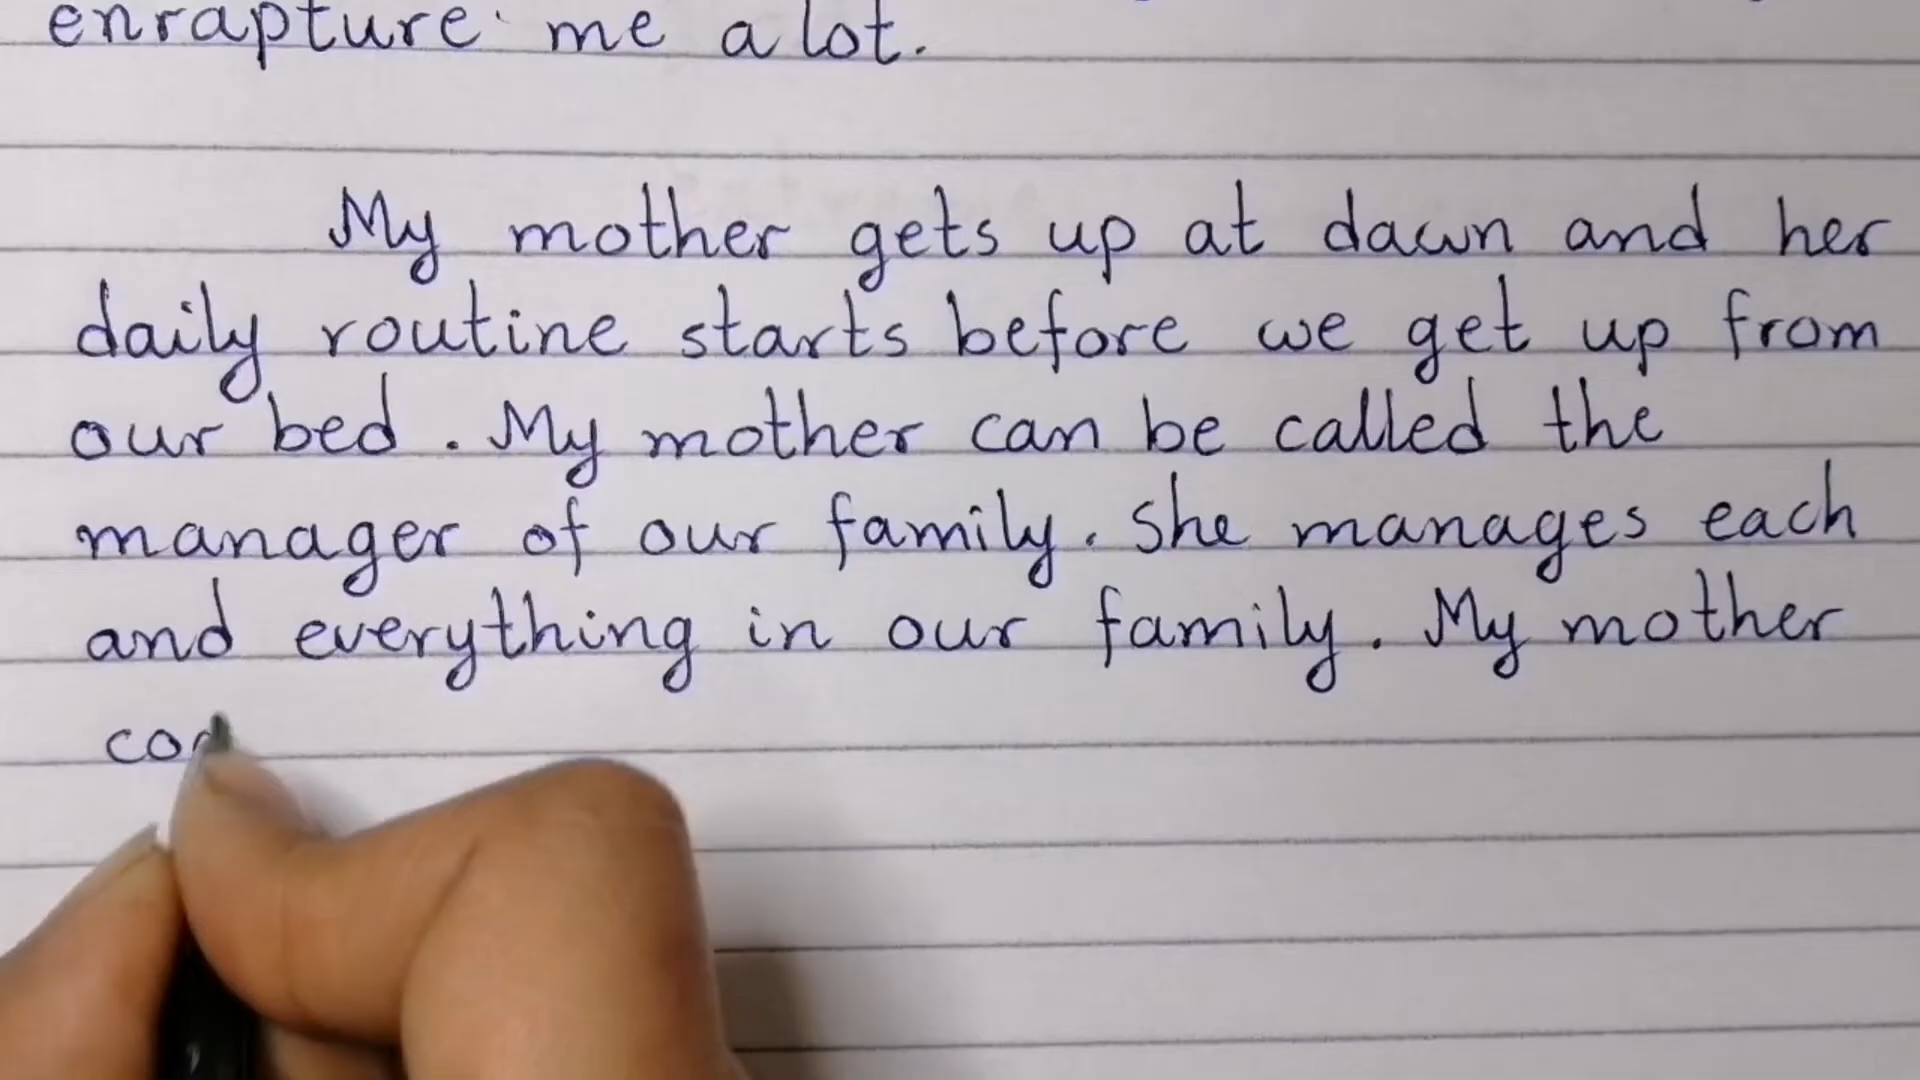 enrapture me a lot.
My mother gets up at dawn and her
daily routine starts before we get up from
our bed. My mother can be called the
manager of our family. She manages each
and everything in our family. My mother